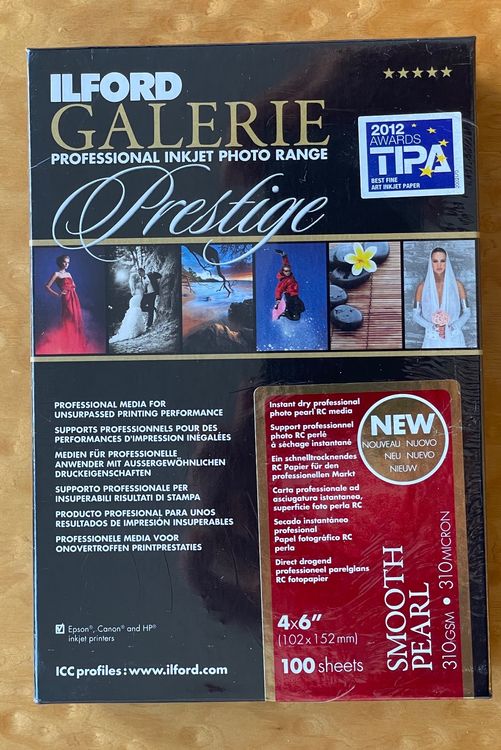 ILFORD
GALERIE
PROFESSIONAL INKJET PHOTO RANGE
Prestige
2012
AWARDS
TIPA
BEST FINE
ART INKJET PAPER
PROFESSIONAL MEDIA FOR
UNSURPASSED PRINTING PERFORMANCE
SUPPORTS PROFESSIONNELS POUR DES
PERFORMANCES D'IMPRESSION INÉGALÉES
MEDIEN FÜR PROFESSIONELLE
ANWENDER MIT AUSSERGEWÖHNLICHEN
DRUCKEIGENSCHAFTEN
SUPPORTO PROFESSIONALE PER
INSUPERABILI RISULTATI DI STAMPA
PRODUCTO PROFESIONAL PARA UNOS
RESULTADOS DE IMPRESIÓN INSUPERABLES
PROFESSIONELE MEDIA VOOR
ONOVERTROFFEN PRINTPRESTATIES
Epson®, Canon® and HP®
inkjet printers
ICC profiles: www.ilford.com
Instant dry professional
photo pearl RC media
Support professionnel
photo RC perlé
à séchage instantané
Ein schnelltrocknendes
RC Papier für den
professionellen Markt
Carta professionale ad
asciugatura istantanea,
superficie foto perla RC
Secado instantáneo
profesional
Papel fotográfico RC
perla
Direct drogend
professioneel parelglans
RC fotopapier
4x6"
(102 x 152 mm)
100 sheets
NEW
NOUVEAU NUOVO
NEU NUEVO
NIEUW
SMOOTH
PEARL
310GSM • 310MICRON